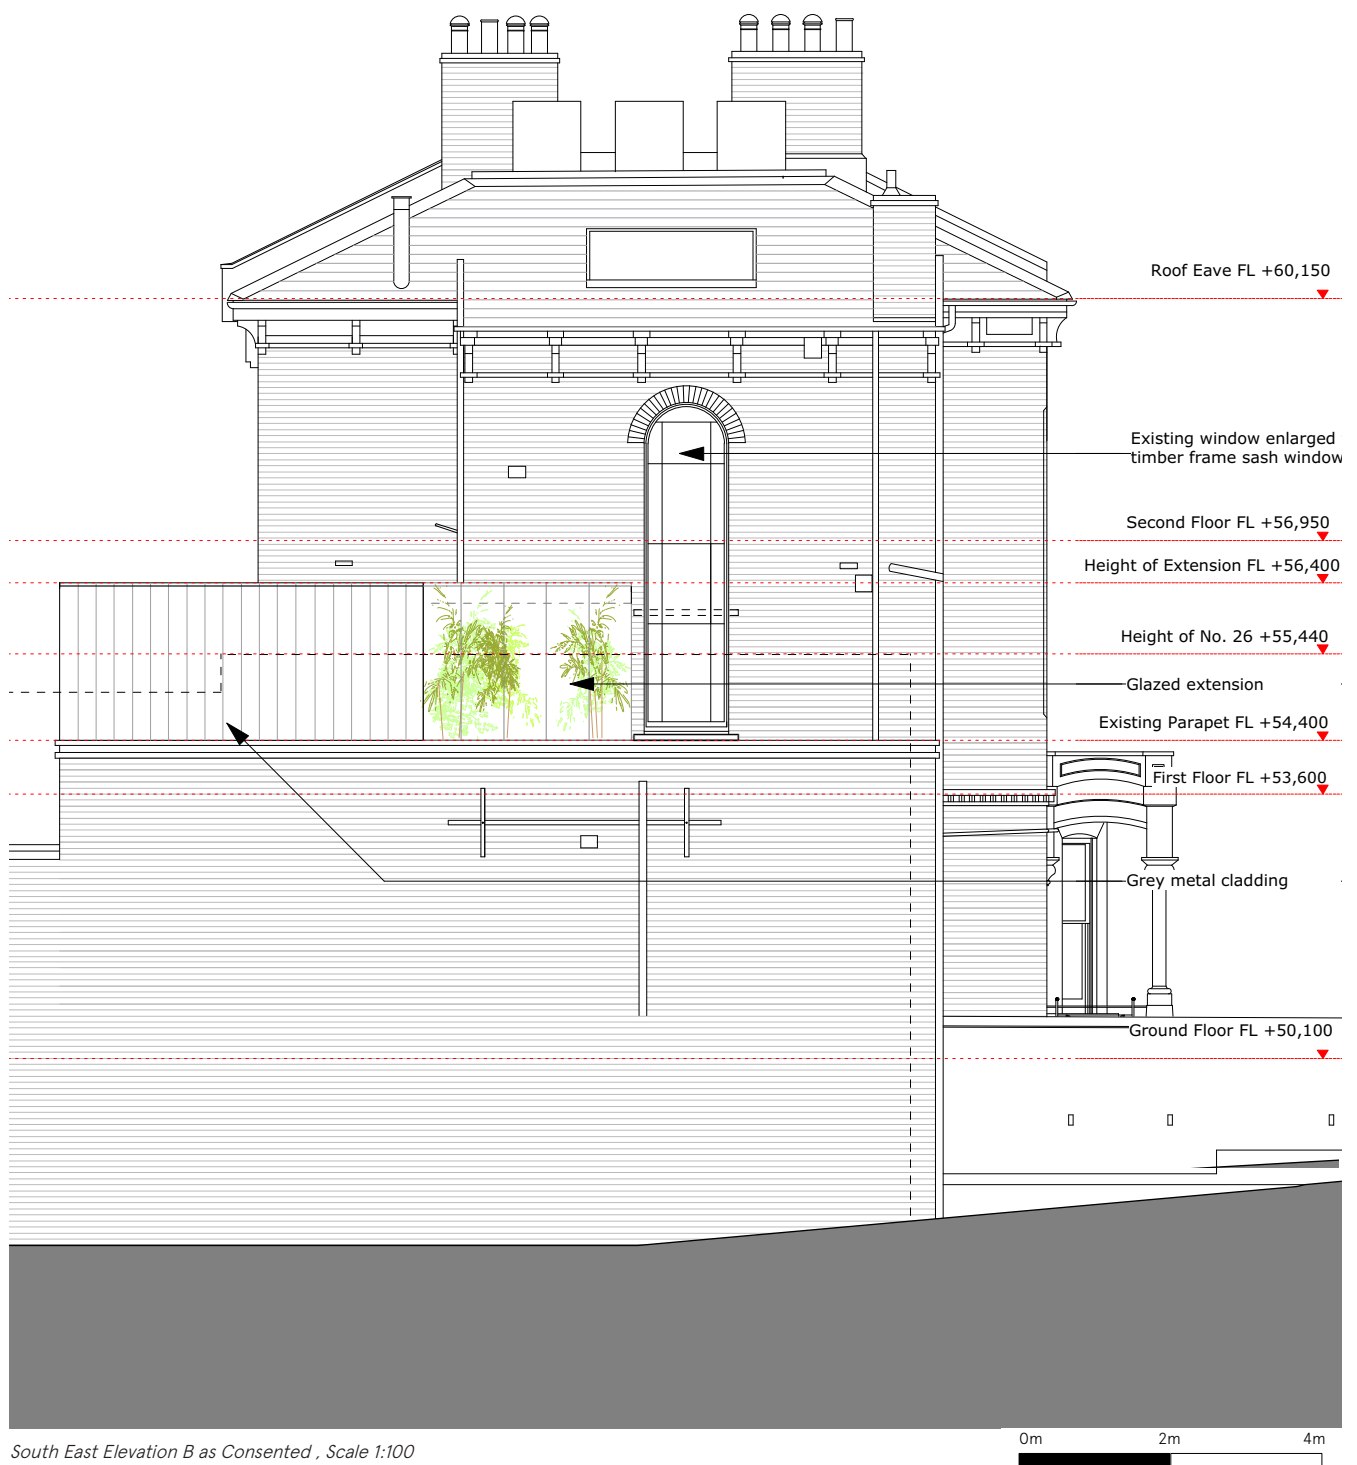 Roof Eave FL +60,150
Existing window enlarged
timber frame sash window
Second Floor FL +56,950
Height of Extension FL +56,400
Height of No. 26 +55,440
Glazed extension
Existing Parapet FL +54,400
First Floor FL +53,600
Grey metal cladding
Ground Floor FL +50,100
South East Elevation B as Consented , Scale 1:100
0m 2m 4m